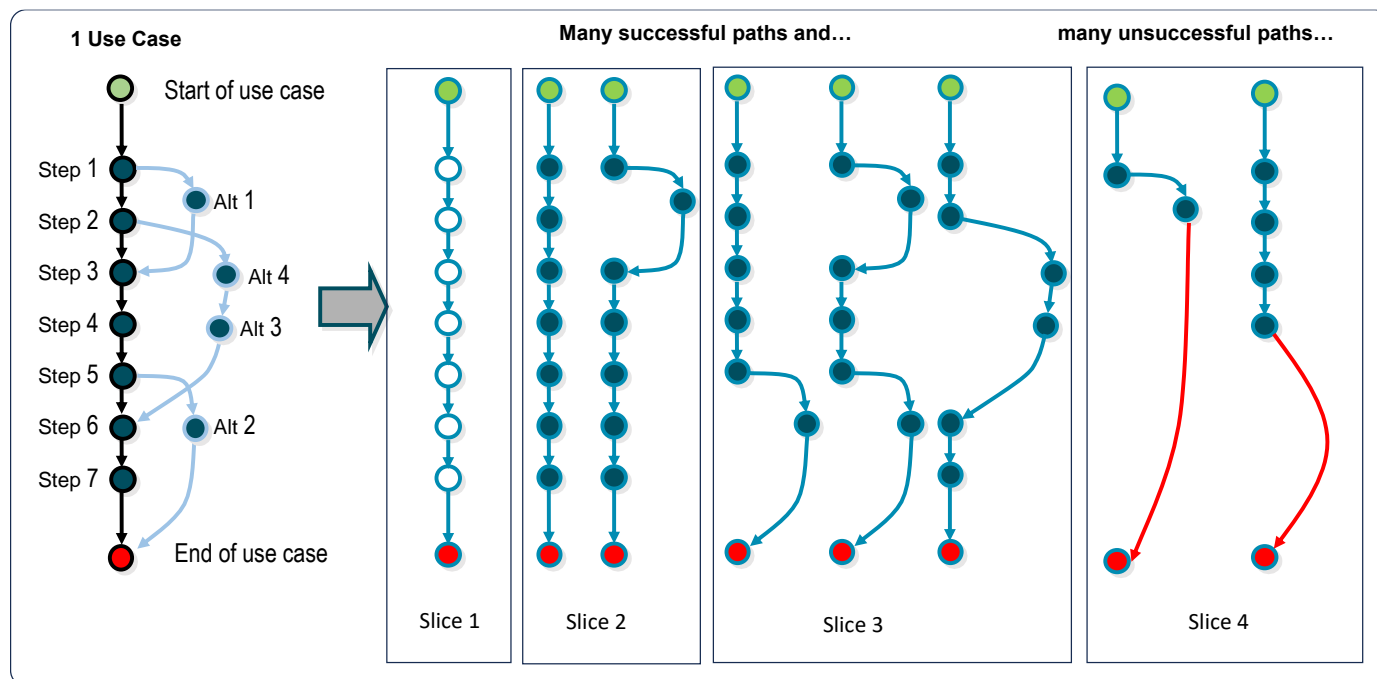 1 Use Case
Many successful paths and…
many unsuccessful paths…
Start of use case
Step 1
Alt 1
Step 2
Step 3
Alt 4
Step 4
Alt 3
Step 5
Step 6
Alt 2
Step 7
End of use case
Slice 1
Slice 2
Slice 3
Slice 4